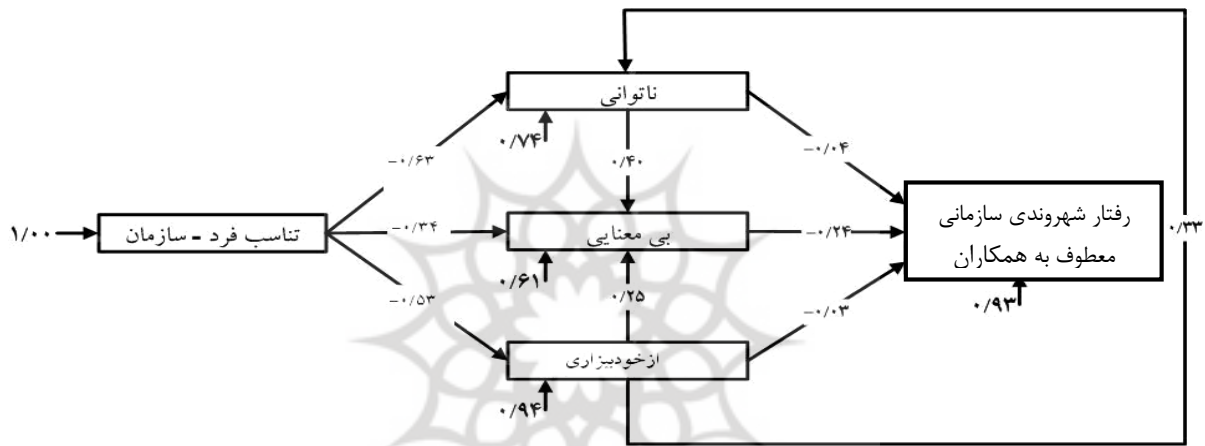 ناتوانی
۰/۷۴
-۰/۶۳
-۰/۰۴
۰/۴۰
رفتار شهروندی سازمانی
معطوف به همکاران
۰/۹۳
۰/۳۳
تناسب فرد - سازمان
۱/۰۰
-۰/۳۴
بی معنایی
-۰/۲۴
۰/۶۱
۰/۲۵
-۰/۵۳
-۰/۰۳
ازخودبیزاری
۰/۹۴